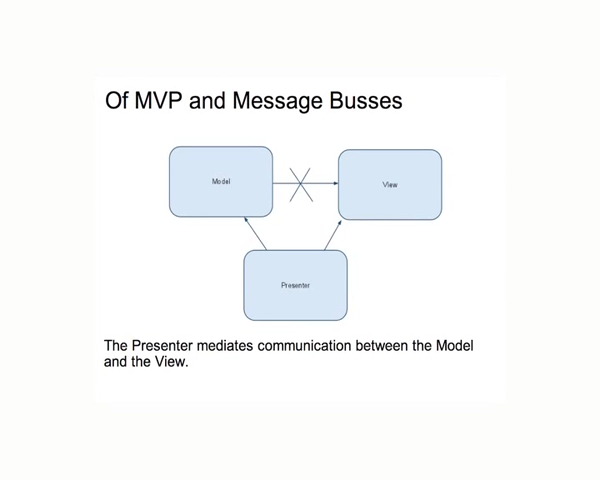 Of MVP and Message Busses
Model
View
Presenter
The Presenter mediates communication between the Model
and the View.